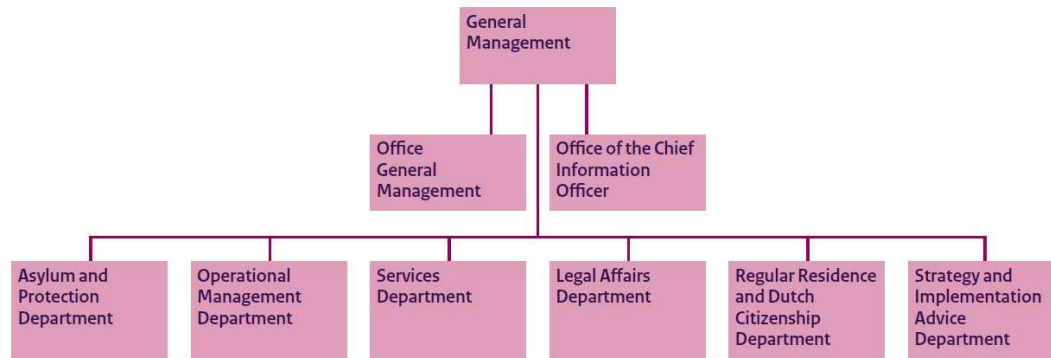 General
Management
Office
General
Management
Office of the Chief
Information
Officer
Asylum and
Protection
Department
Operational
Management
Department
Services
Department
Legal Affairs
Department
Regular Residence
and Dutch
Citizenship
Department
Strategy and
Implementation
Advice
Department